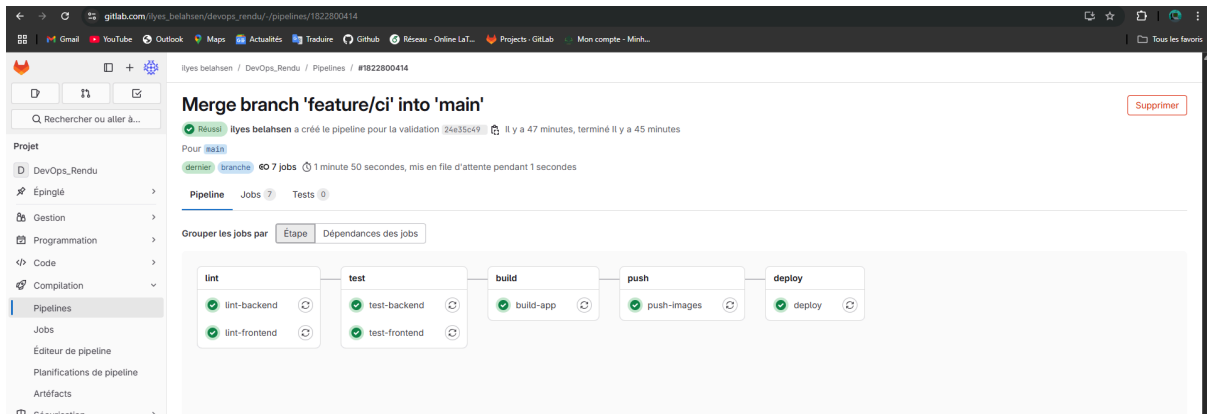 gitlab.com/ilyes_belahsen/devops_rendu/-/pipelines/1822800414
Gmail YouTube Outlook Maps Actualités Traduire Github Réseau - Online LaT... Projects · GitLab Mon compte - Minh... Tous les favoris
ilyes belahsen / DevOps_Rendu / Pipelines / #1822800414
Rechercher ou aller à...
Projet
D DevOps_Rendu
Épinglé
Gestion
Programmation
Code
Compilation
Pipelines
Jobs
Éditeur de pipeline
Planifications de pipeline
Artéfacts
Merge branch 'feature/ci' into 'main'
Supprimer
Réussi ilyes belahsen a créé le pipeline pour la validation 24e35c49 Il y a 47 minutes, terminé Il y a 45 minutes
Pour main
dernier branche 7 jobs 1 minute 50 secondes, mis en file d'attente pendant 1 secondes
Pipeline Jobs 7 Tests 0
Grouper les jobs par Étape Dépendances des jobs
lint
lint-backend
lint-frontend
test
test-backend
test-frontend
build
build-app
push
push-images
deploy
deploy